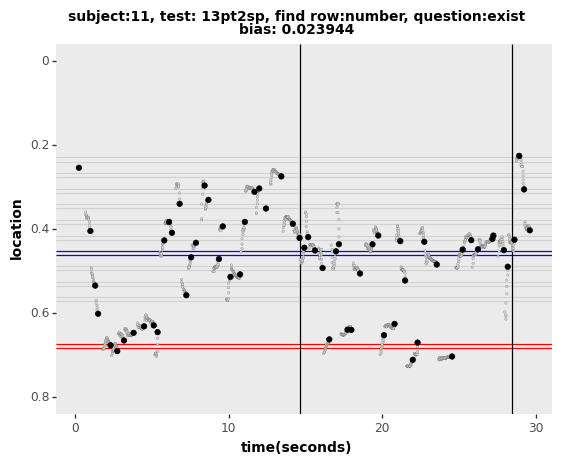 subject:11, test: 13pt2sp, find row:number, question:exist
bias: 0.023944
0
0.2
0.4
0.6
0.8
location
0
10
20
30
time(seconds)